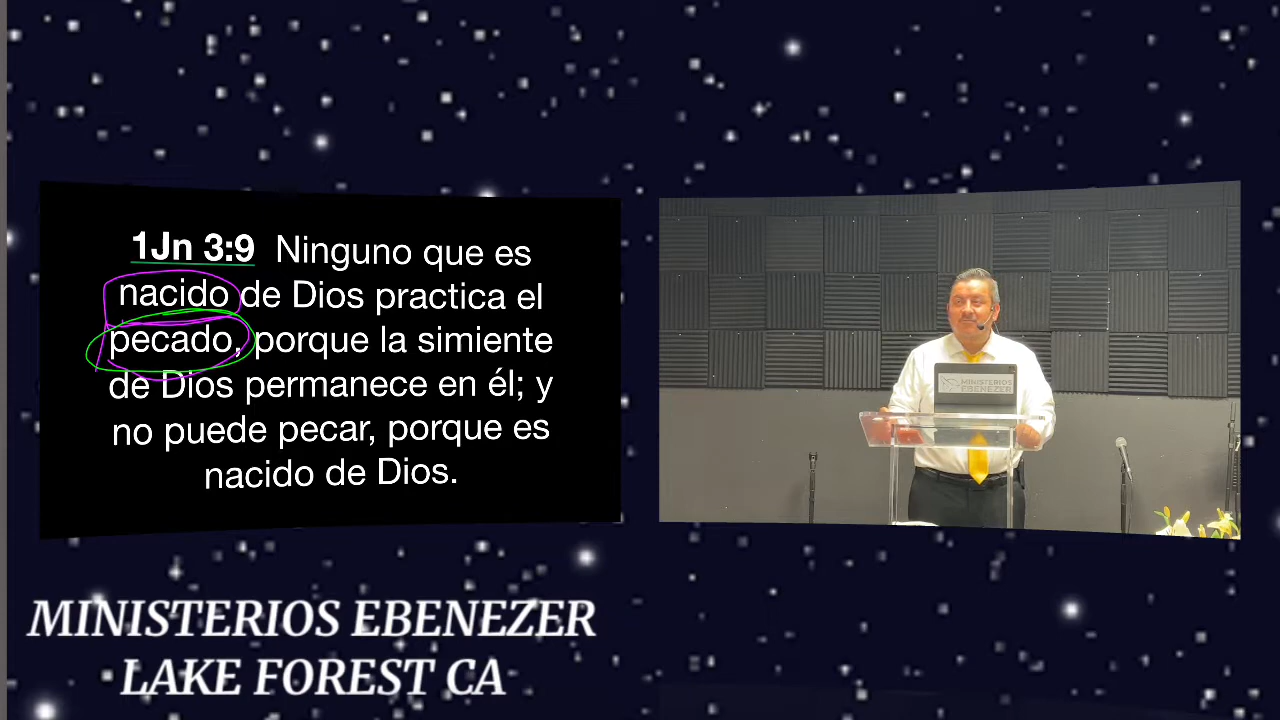 1Jn 3:9 Ninguno que es
nacido de Dios practica el
pecado, porque la simiente
de Dios permanece en él; y
no puede pecar, porque es
nacido de Dios.
MINISTERIOS
EBENEZER
MINISTERIOS EBENEZER
LAKE FOREST CA